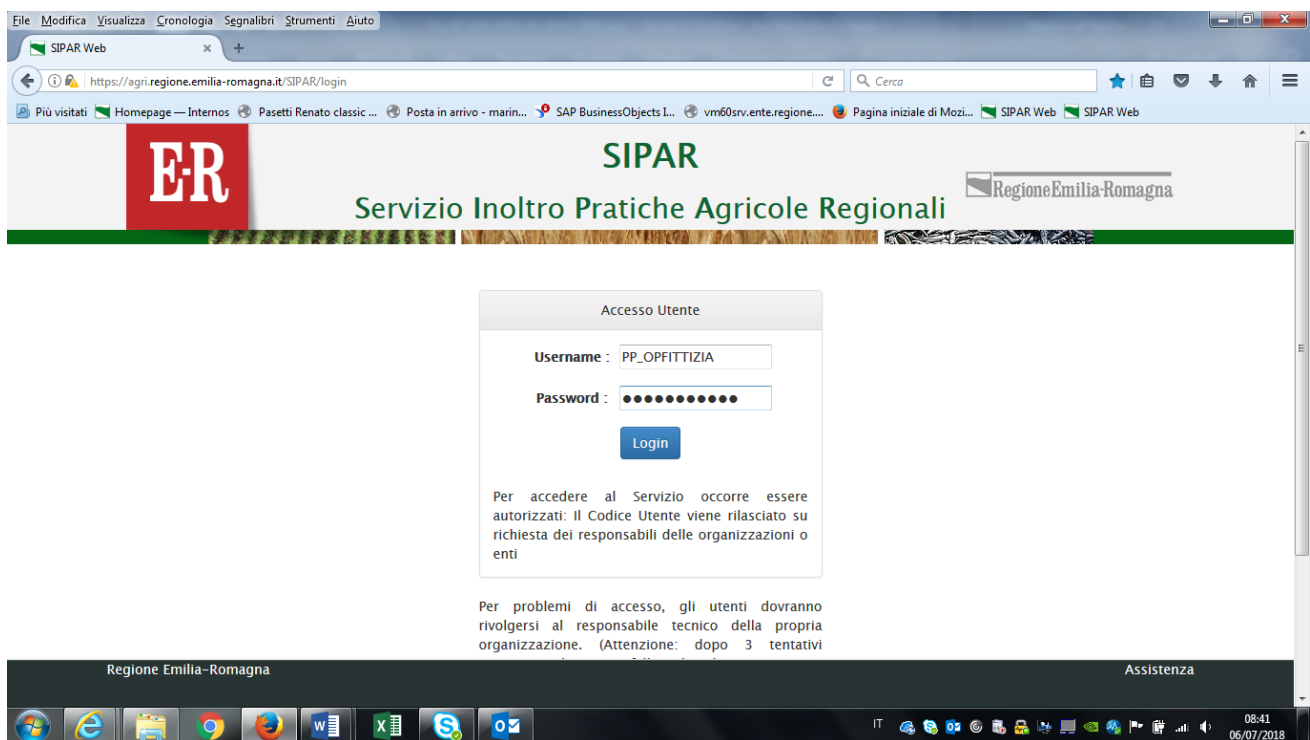 File Modifica Visualizza Cronologia Segnalibri Strumenti Aiuto
SIPAR Web
https://agri.regione.emilia-romagna.it/SIPAR/login
Cerca
Più visitati Homepage — Internos Pasetti Renato classic ... Posta in arrivo - marin... SAP BusinessObjects I... vm60srv.ente.regione.... Pagina iniziale di Mozi... SIPAR Web SIPAR Web
E-R
SIPAR
RegioneEmilia-Romagna
Servizio Inoltro Pratiche Agricole Regionali
Accesso Utente
Username : PP_OPFITTIZIA
Password : ●●●●●●●●●●●
Login
Per accedere al Servizio occorre essere
autorizzati: Il Codice Utente viene rilasciato su
richiesta dei responsabili delle organizzazioni o
enti
Per problemi di accesso, gli utenti dovranno
rivolgersi al responsabile tecnico della propria
organizzazione. (Attenzione: dopo 3 tentativi
Regione Emilia-Romagna
Assistenza
IT
08:41
06/07/2018